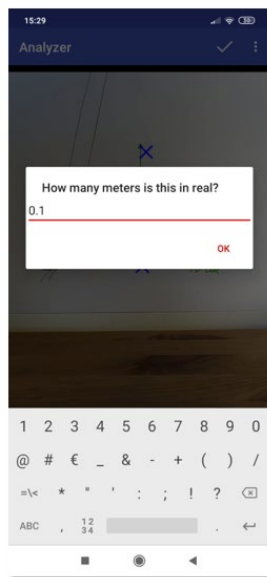 15:29
Analyzer
How many meters is this in real?
0.1
OK
1 2 3 4 5 6 7 8 9 0
@ # € _ & - + ( ) /
=\< * " ' : ; ! ? 
ABC , 12 34 .